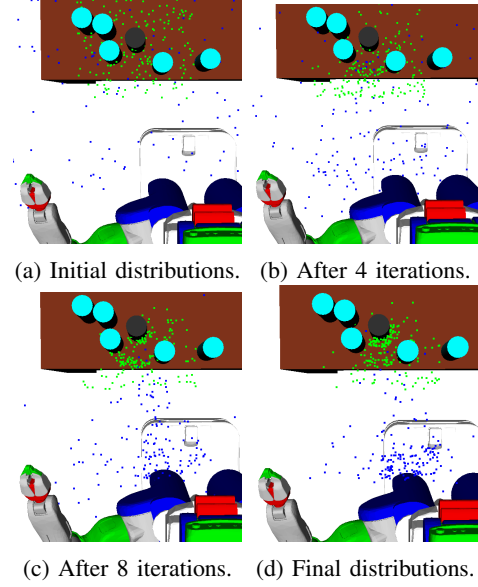 (a) Initial distributions. (b) After 4 iterations.
(c) After 8 iterations. (d) Final distributions.